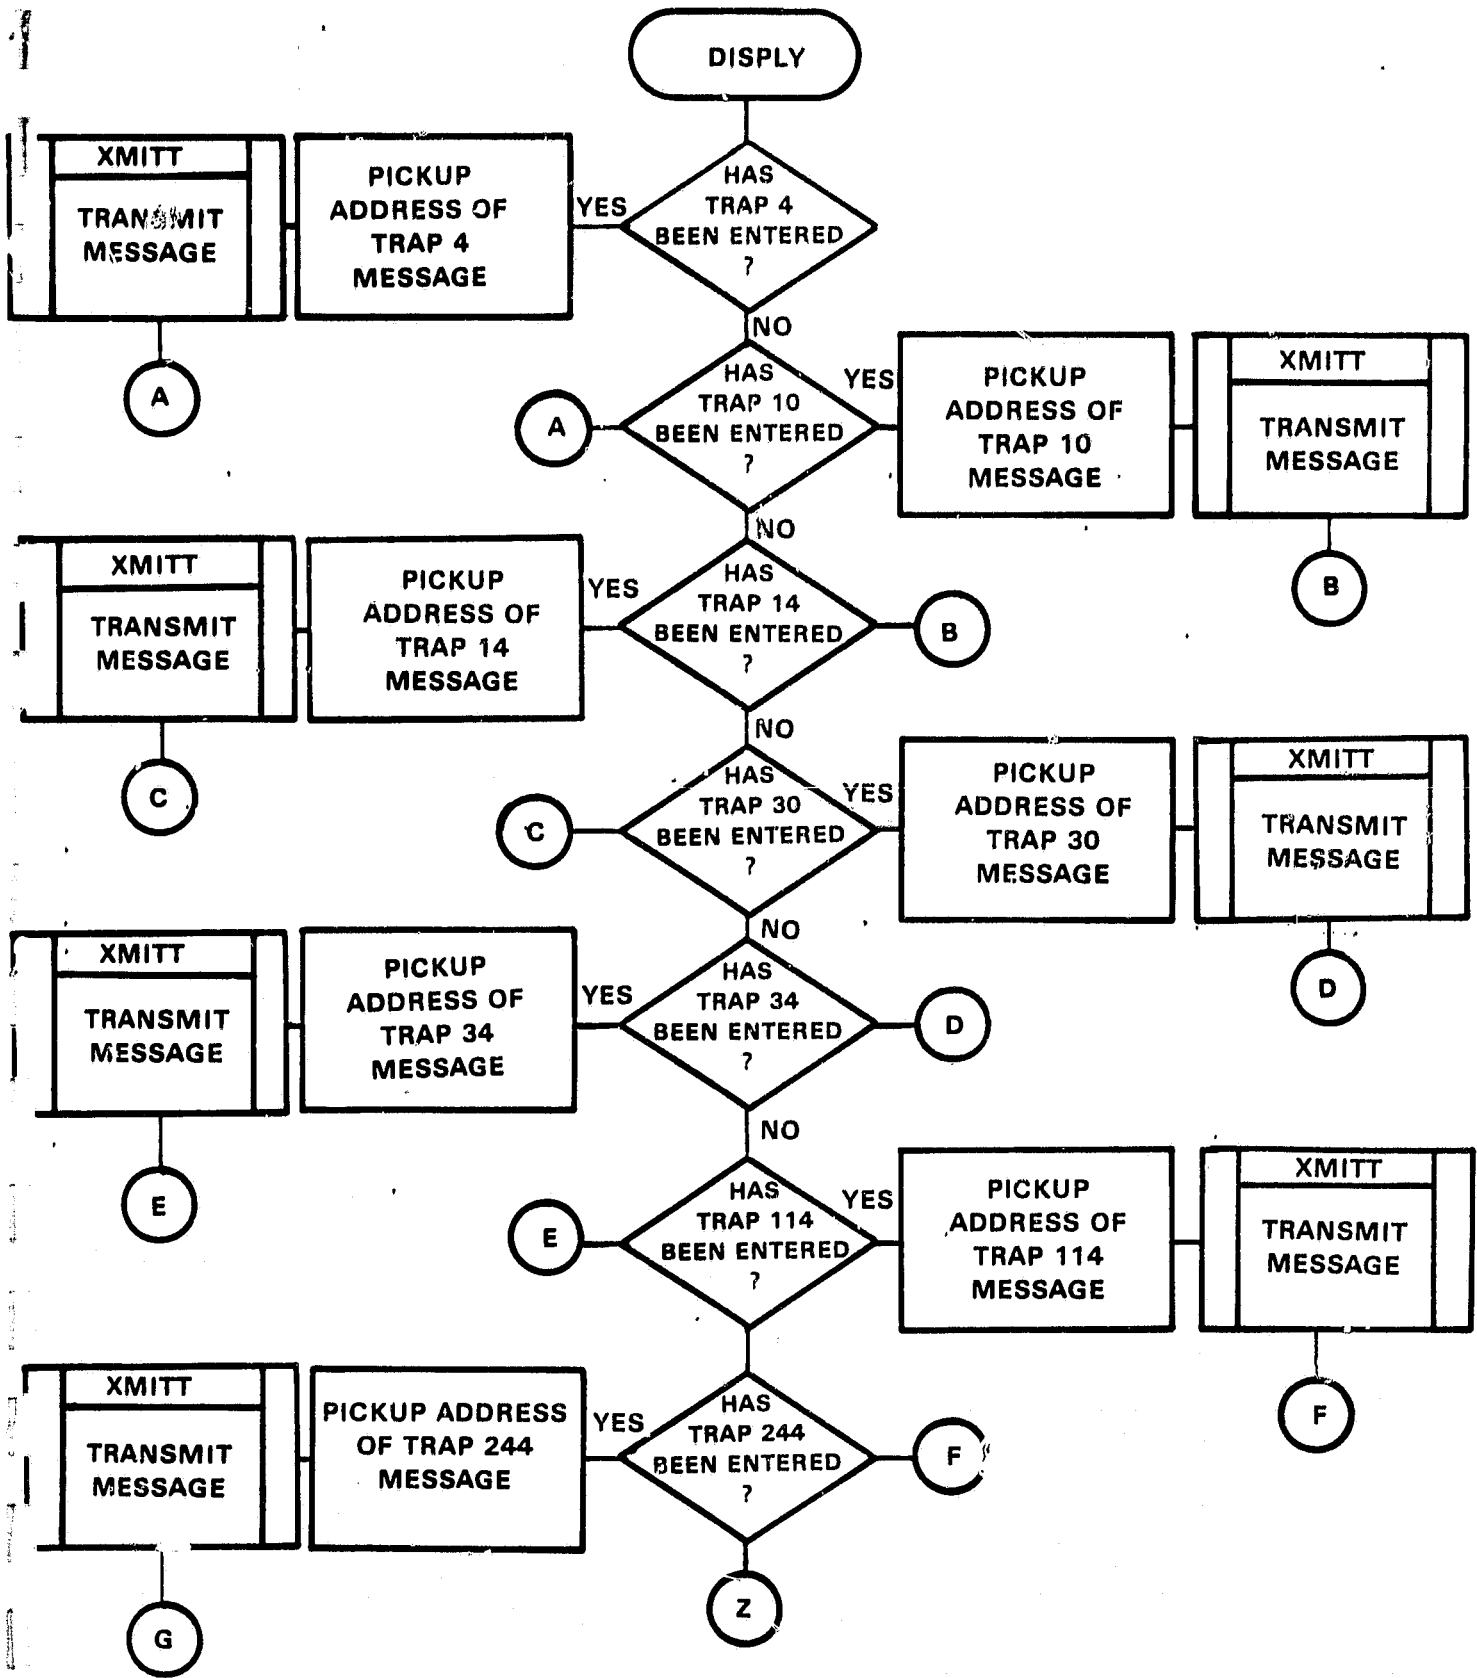 DISPLY
XMITT
TRANSMIT
MESSAGE
PICKUP
ADDRESS OF
TRAP 4
MESSAGE
YES
HAS
TRAP 4
BEEN ENTERED
?
A
NO
A
HAS
TRAP 10
BEEN ENTERED
?
YES
PICKUP
ADDRESS OF
TRAP 10
MESSAGE
XMITT
TRANSMIT
MESSAGE
B
NO
XMITT
TRANSMIT
MESSAGE
PICKUP
ADDRESS OF
TRAP 14
MESSAGE
YES
HAS
TRAP 14
BEEN ENTERED
?
B
C
NO
C
HAS
TRAP 30
BEEN ENTERED
?
YES
PICKUP
ADDRESS OF
TRAP 30
MESSAGE
XMITT
TRANSMIT
MESSAGE
D
NO
XMITT
TRANSMIT
MESSAGE
PICKUP
ADDRESS OF
TRAP 34
MESSAGE
YES
HAS
TRAP 34
BEEN ENTERED
?
D
E
NO
E
HAS
TRAP 114
BEEN ENTERED
?
YES
PICKUP
ADDRESS OF
TRAP 114
MESSAGE
XMITT
TRANSMIT
MESSAGE
F
XMITT
TRANSMIT
MESSAGE
PICKUP ADDRESS
OF TRAP 244
MESSAGE
YES
HAS
TRAP 244
BEEN ENTERED
?
F
G
Z